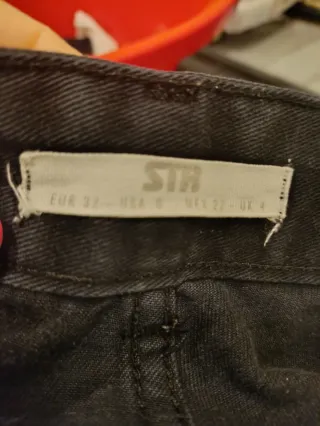 STR
EUR 32 - USA 0 MEX 22 - UK 4